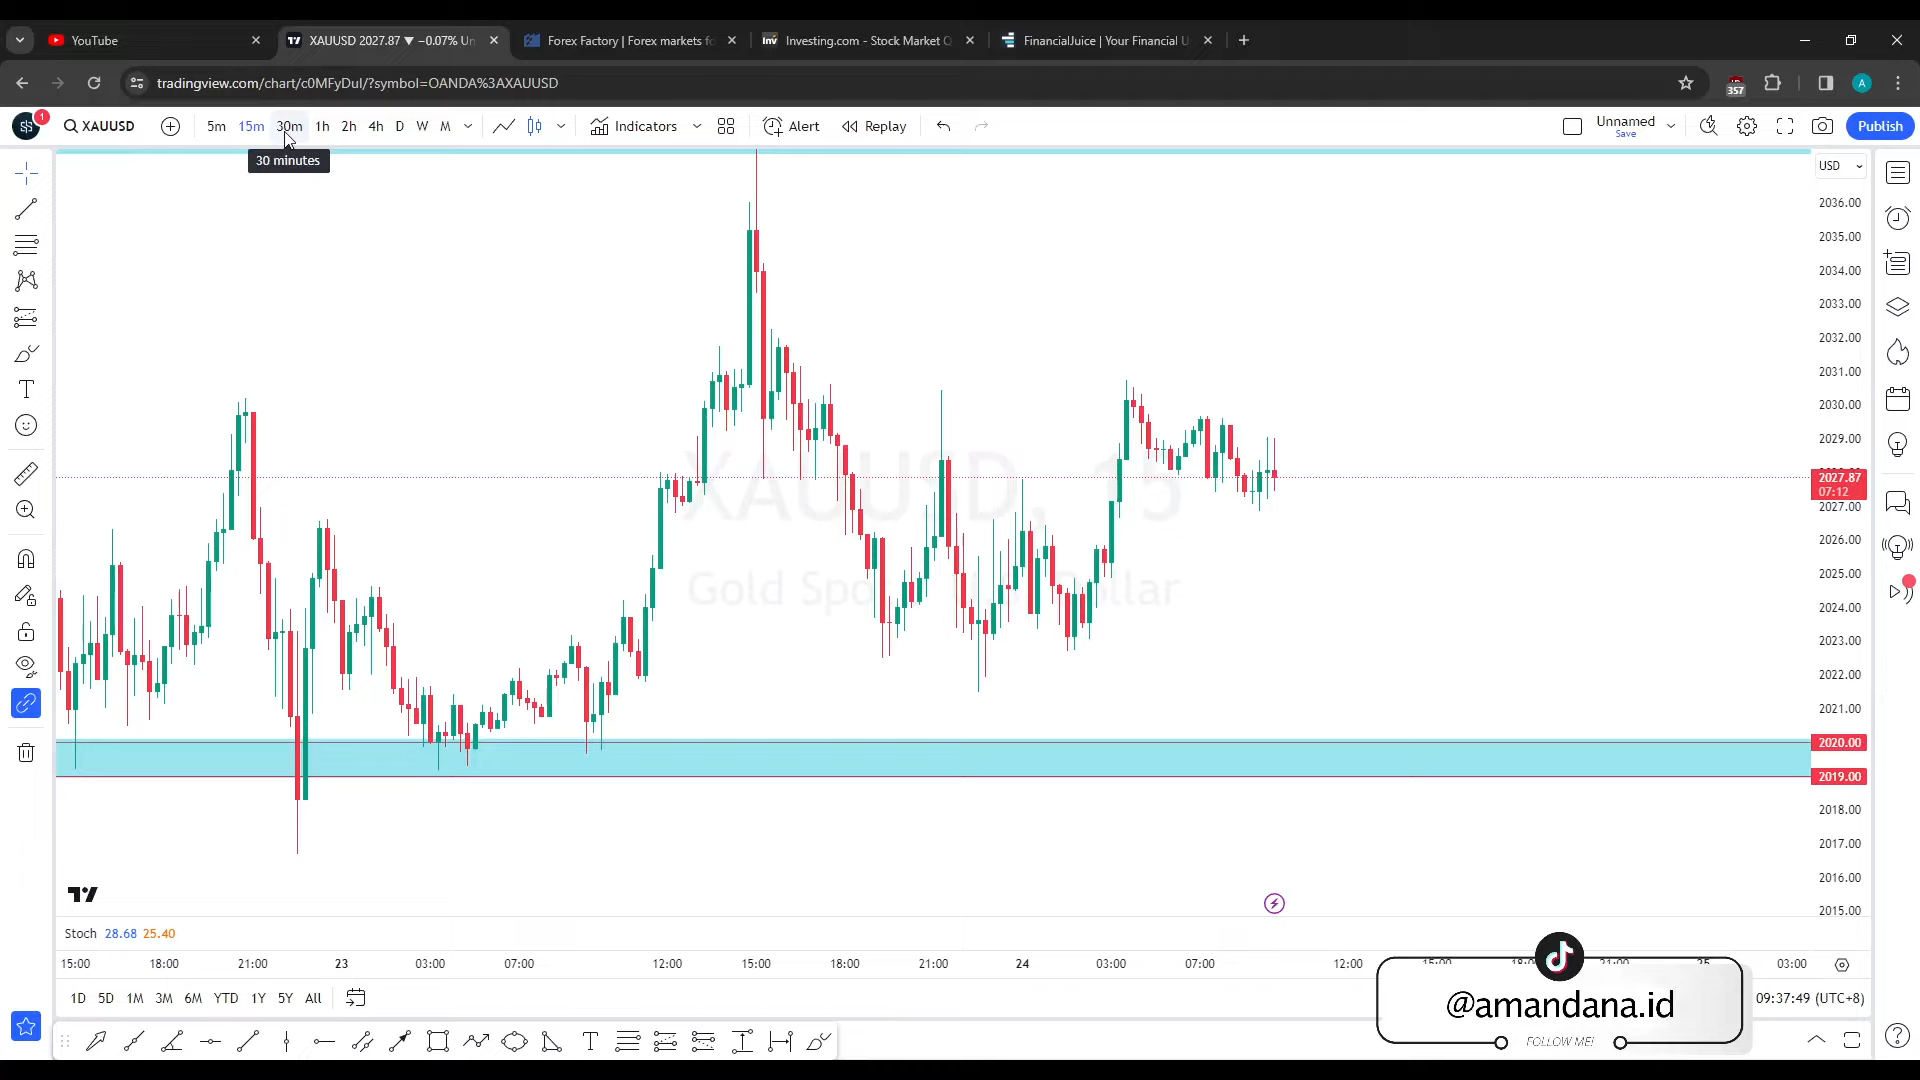 YouTube
XAUUSD 2027.87 ▼ −0.07% Un
Forex Factory | Forex markets fo
Investing.com - Stock Market Q
FinancialJuice | Your Financial U
tradingview.com/chart/c0MFyDuI/?symbol=OANDA%3AXAUUSD
357
A
1
XAUUSD
5m 15m 30m 1h 2h 4h D W M
Indicators
Alert
Replay
Unnamed
Save
Publish
30 minutes
USD
2036.00
2035.00
2034.00
2033.00
2032.00
2031.00
2030.00
2029.00
2027.87
07:12
2027.00
2026.00
2025.00
2024.00
2023.00
2022.00
2021.00
2020.00
2019.00
2018.00
2017.00
2016.00
2015.00
XAUUSD, 15
Stoch 28.68 25.40
15:00 18:00 21:00 23 03:00 07:00 12:00 15:00 18:00 21:00 24 03:00 07:00 12:00 03:00
1D 5D 1M 3M 6M YTD 1Y 5Y All
09:37:49 (UTC+8)
@amandana.id
FOLLOW ME!